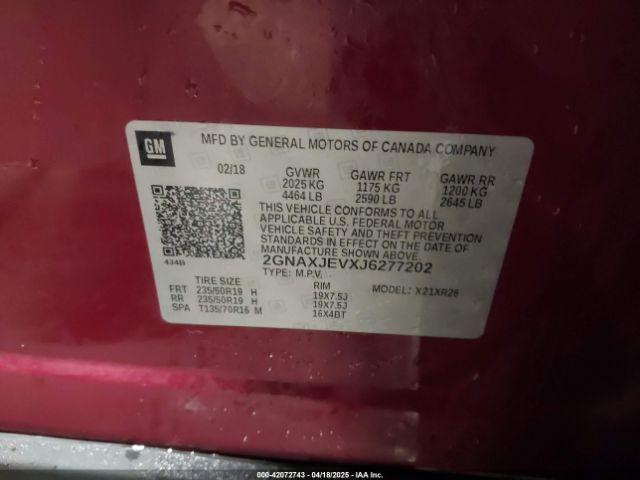 GM
MFD BY GENERAL MOTORS OF CANADA COMPANY
02/18 GVWR GAWR FRT GAWR RR
2025 KG 1175 KG 1200 KG
4464 LB 2590 LB 2645 LB
THIS VEHICLE CONFORMS TO ALL
APPLICABLE U.S. FEDERAL MOTOR
VEHICLE SAFETY, BUMPER, AND THEFT PREVENTION
STANDARDS IN EFFECT ON THE DATE OF
MANUFACTURE SHOWN ABOVE.
434B 2GNAXJEVXJ6277202
TYPE: M.P.V. MODEL: X21XR26
TIRE SIZE RIM
FRT 235/50R19 H 19X7.5J
RR 235/50R19 H 19X7.5J
SPA T135/70R16 M 16X4BT
000-42072743 - 04/18/2025 - IAA Inc.